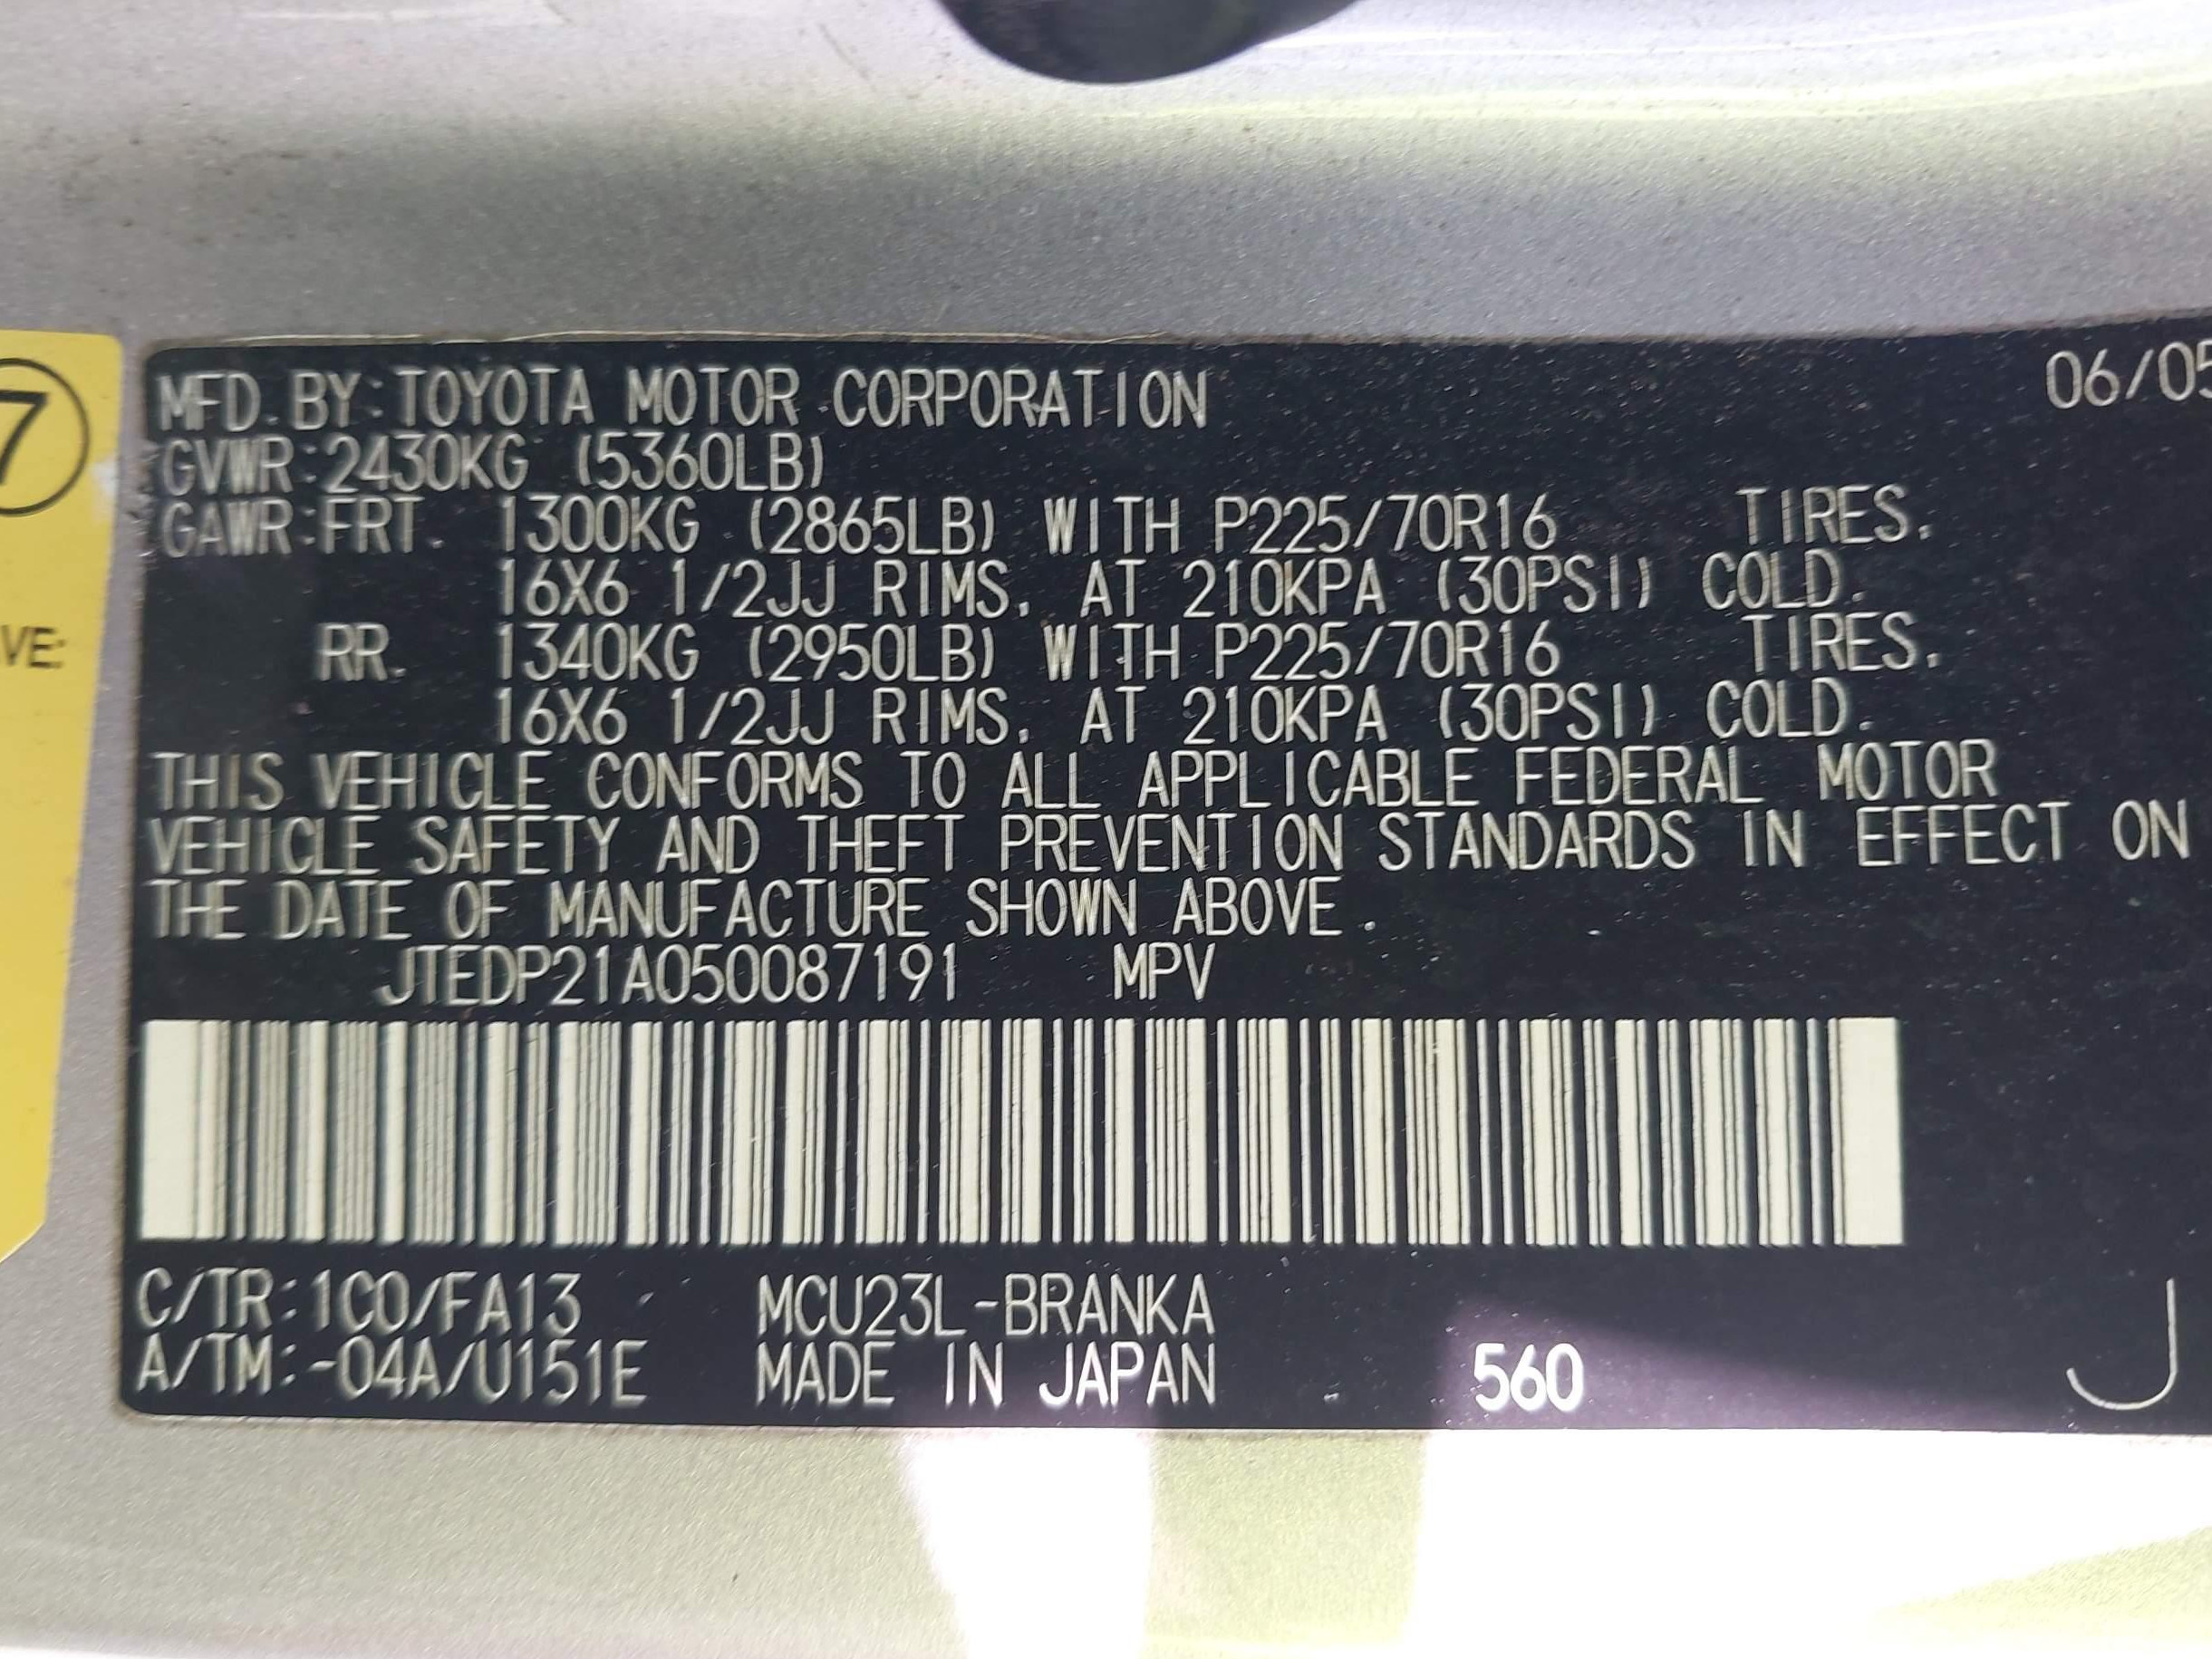 7
VE:
MFD. BY:TOYOTA MOTOR CORPORATION 06/05
GVWR:2430KG (5360LB)
GAWR:FRT. 1300KG (2865LB) WITH P225/70R16 TIRES,
16X6 1/2JJ RIMS, AT 210KPA (30PSI) COLD.
RR. 1340KG (2950LB) WITH P225/70R16 TIRES,
16X6 1/2JJ RIMS, AT 210KPA (30PSI) COLD.
THIS VEHICLE CONFORMS TO ALL APPLICABLE FEDERAL MOTOR
VEHICLE SAFETY AND THEFT PREVENTION STANDARDS IN EFFECT ON
THE DATE OF MANUFACTURE SHOWN ABOVE.
JTEDP21A050087191 MPV
C/TR:1C0/FA13 MCU23L-BRANKA
A/TM:-04A/U151E MADE IN JAPAN 560 J